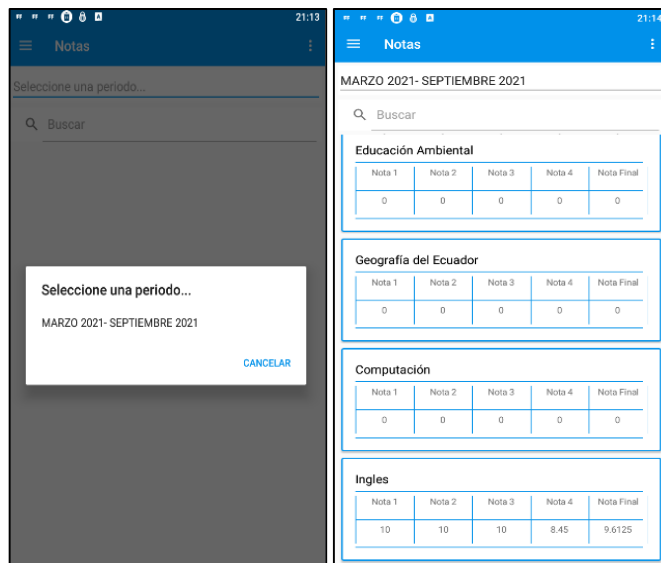 21:13
Notas
Seleccione una periodo...
Buscar
Seleccione una periodo...
MARZO 2021- SEPTIEMBRE 2021
CANCELAR
21:14
Notas
MARZO 2021- SEPTIEMBRE 2021
Buscar
Educación Ambiental
Nota 1 Nota 2 Nota 3 Nota 4 Nota Final
0 0 0 0 0
Geografía del Ecuador
Nota 1 Nota 2 Nota 3 Nota 4 Nota Final
0 0 0 0 0
Computación
Nota 1 Nota 2 Nota 3 Nota 4 Nota Final
0 0 0 0 0
Ingles
Nota 1 Nota 2 Nota 3 Nota 4 Nota Final
10 10 10 8.45 9.6125